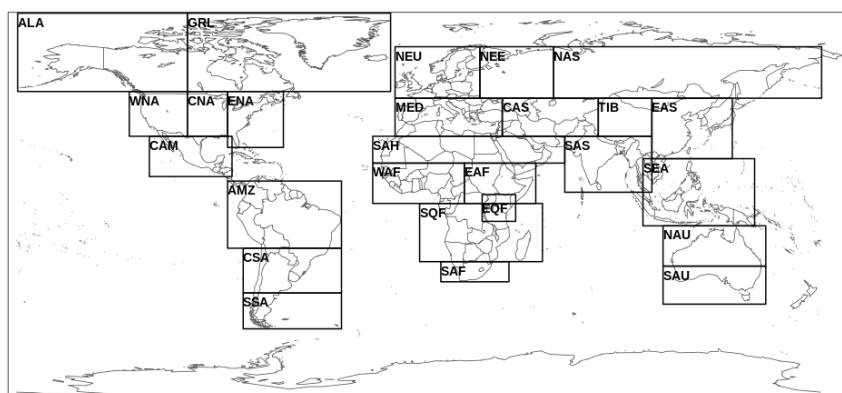 ALA GRL
NEU NEE NAS
WNA CNA ENA MED CAS TIB EAS
CAM SAH SAS
WAF EAF SEA
AMZ SQF EQF
NAU
CSA SAF SAU
SSA